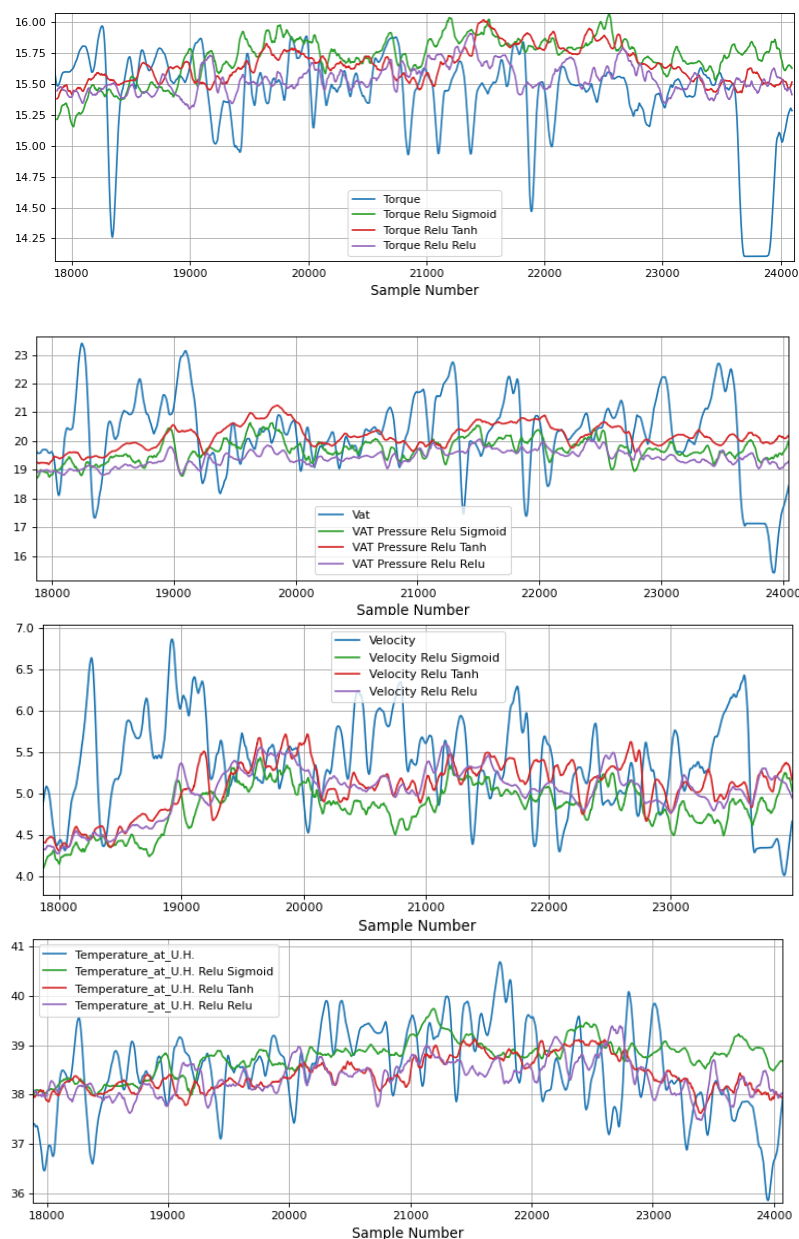 16.00
15.75
15.50
15.25
15.00
14.75
14.50
14.25
Torque
Torque Relu Sigmoid
Torque Relu Tanh
Torque Relu Relu
18000 19000 20000 21000 22000 23000 24000
Sample Number
23
22
21
20
19
18
17
16
Vat
VAT Pressure Relu Sigmoid
VAT Pressure Relu Tanh
VAT Pressure Relu Relu
18000 19000 20000 21000 22000 23000 24000
Sample Number
7.0
6.5
6.0
5.5
5.0
4.5
4.0
Velocity
Velocity Relu Sigmoid
Velocity Relu Tanh
Velocity Relu Relu
18000 19000 20000 21000 22000 23000
Sample Number
41
40
39
38
37
36
Temperature_at_U.H.
Temperature_at_U.H. Relu Sigmoid
Temperature_at_U.H. Relu Tanh
Temperature_at_U.H. Relu Relu
18000 19000 20000 21000 22000 23000 24000
Sample Number